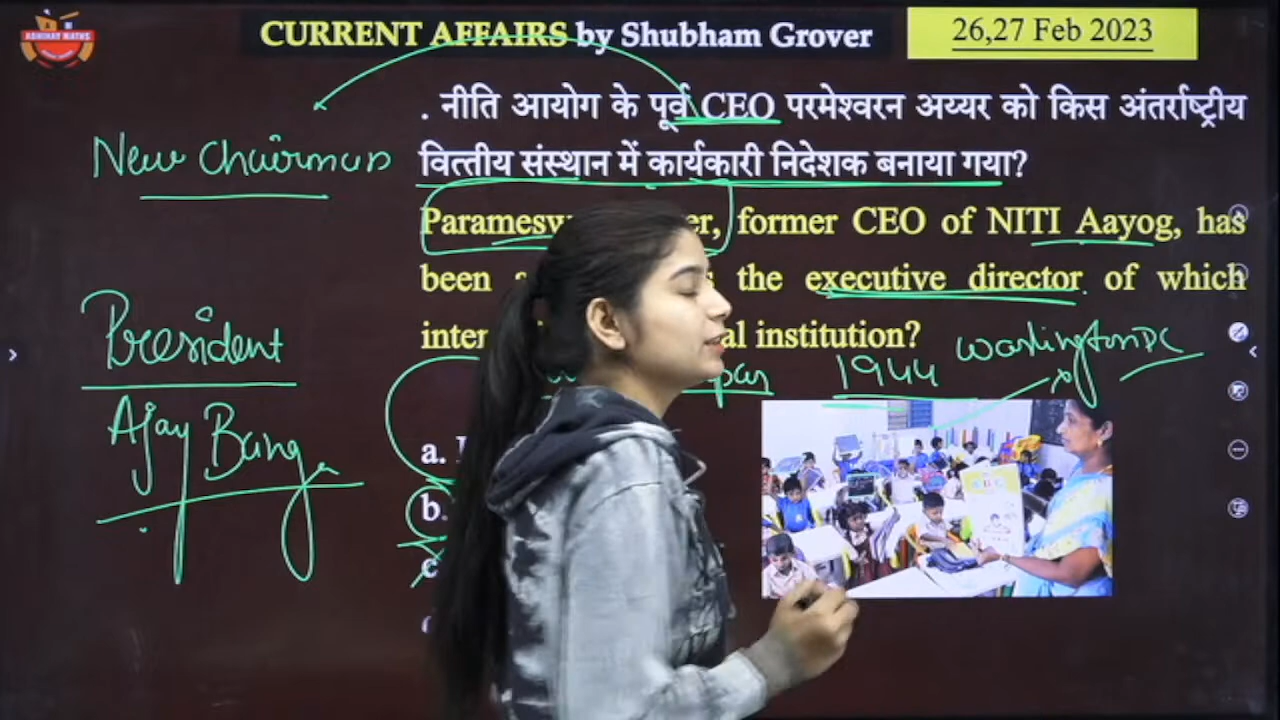 ABHINAY MATHS
CURRENT AFFAIRS by Shubham Grover
26,27 Feb 2023
. नीति आयोग के पूर्व CEO परमेश्वरन अय्यर को किस अंतर्राष्ट्रीय
वित्तीय संस्थान में कार्यकारी निदेशक बनाया गया?
New Chairman
former CEO of NITI Aayog, has
been the executive director of which
institution?
1944 Washington DC
President
Ajay Banga
a.
b.
c